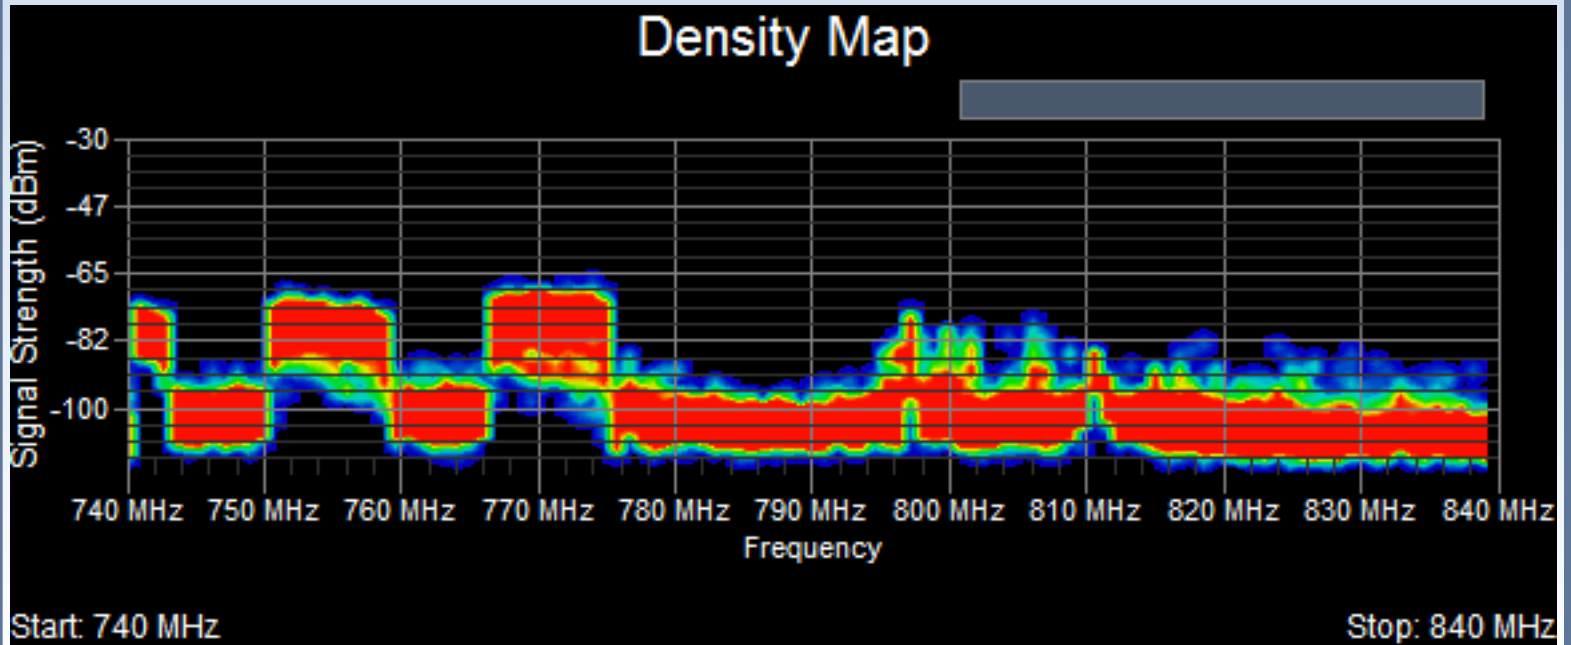 Density Map
Signal Strength (dBm)
-30
-47
-65
-82
-100
740 MHz 750 MHz 760 MHz 770 MHz 780 MHz 790 MHz 800 MHz 810 MHz 820 MHz 830 MHz 840 MHz
Frequency
Start: 740 MHz Stop: 840 MHz